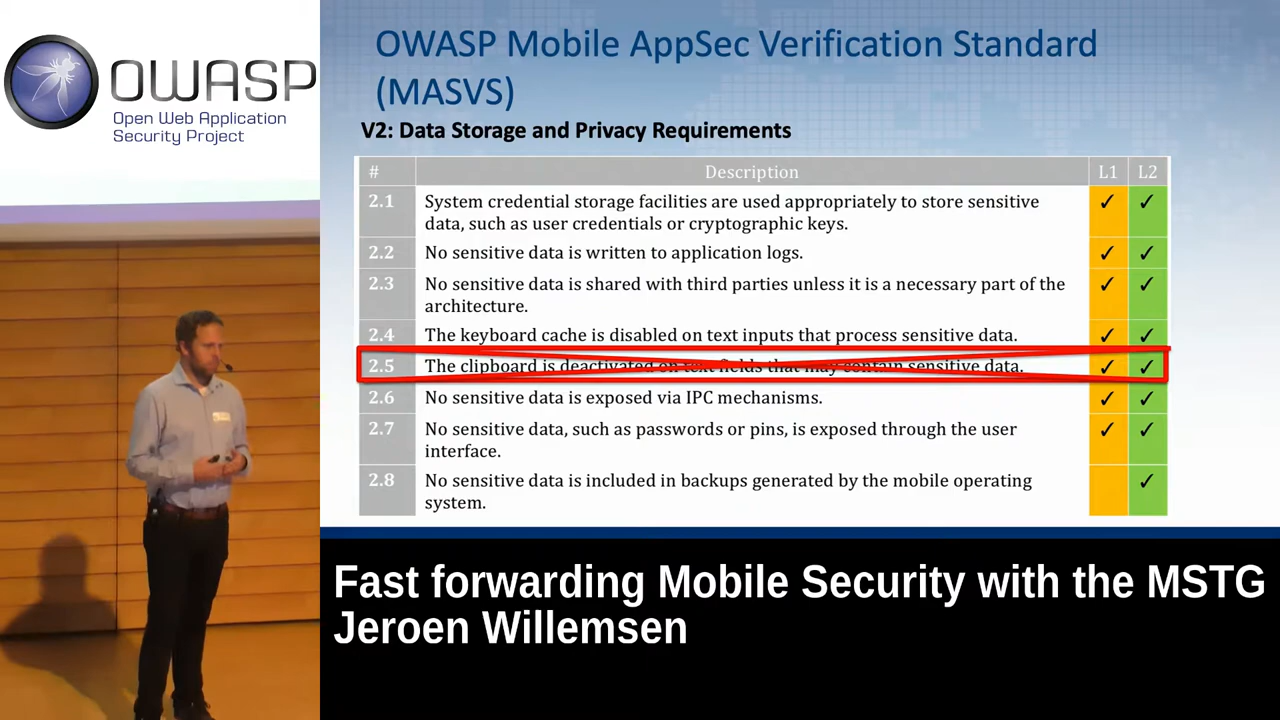 OWASP
Open Web Application
Security Project
OWASP Mobile AppSec Verification Standard
(MASVS)
V2: Data Storage and Privacy Requirements
# Description L1 L2
2.1 System credential storage facilities are used appropriately to store sensitive ✓ ✓
data, such as user credentials or cryptographic keys.
2.2 No sensitive data is written to application logs. ✓ ✓
2.3 No sensitive data is shared with third parties unless it is a necessary part of the ✓ ✓
architecture.
2.4 The keyboard cache is disabled on text inputs that process sensitive data. ✓ ✓
2.5 The clipboard is deactivated on text fields that may contain sensitive data. ✓ ✓
2.6 No sensitive data is exposed via IPC mechanisms. ✓ ✓
2.7 No sensitive data, such as passwords or pins, is exposed through the user ✓ ✓
interface.
2.8 No sensitive data is included in backups generated by the mobile operating ✓
system.
Fast forwarding Mobile Security with the MSTG
Jeroen Willemsen